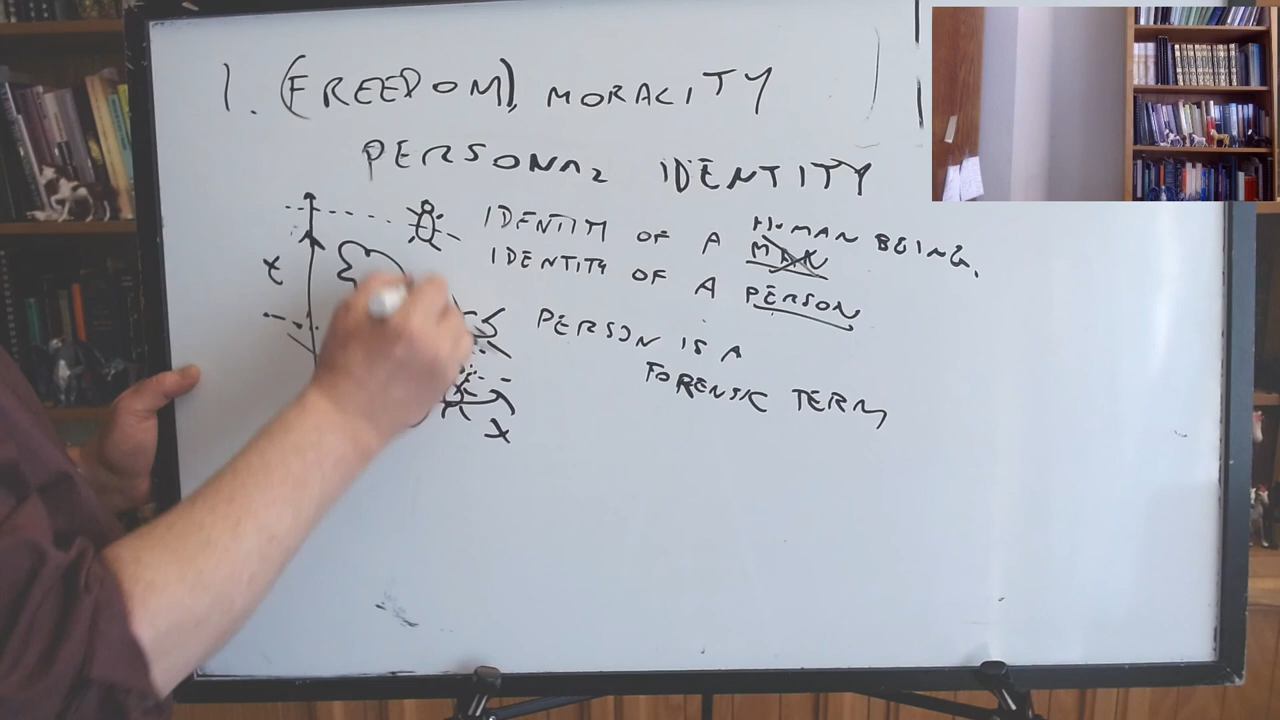 1. (FREEDOM), MORALITY
PERSONAL IDENTITY
IDENTITY OF A HUMAN BEING.
MAN
IDENTITY OF A PERSON
t
PERSON IS A
FORENSIC TERM
x